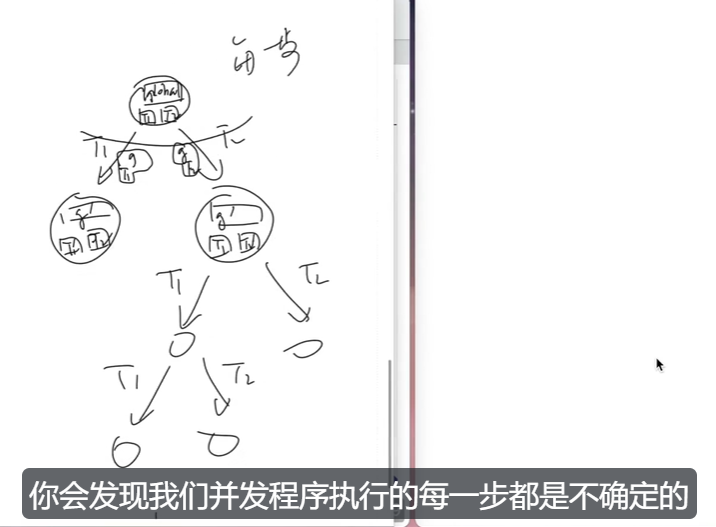 每一步
global
T1 T2
T1 T2
g g
T1 T2
g' g'
T1' T2 T1 T2'
T1 T2
T1 T2
你会发现我们并发程序执行的每一步都是不确定的